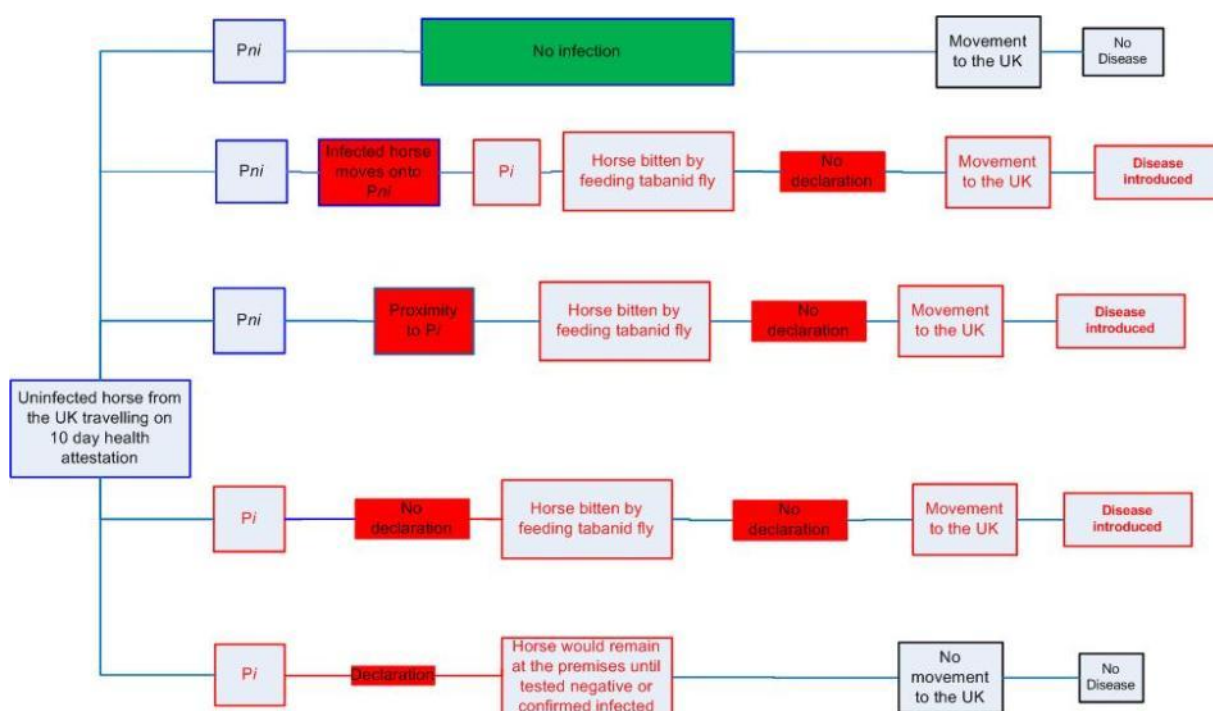 Pni
No infection
Movement
to the UK
No
Disease
Pni
Infected horse
moves onto
Pni
Pi
Horse bitten by
feeding tabanid fly
No
declaration
Movement
to the UK
Disease
introduced
Pni
Proximity
to Pi
Horse bitten by
feeding tabanid fly
No
declaration
Movement
to the UK
Disease
introduced
Uninfected horse from
the UK travelling on
10 day health
attestation
Pi
No
declaration
Horse bitten by
feeding tabanid fly
No
declaration
Movement
to the UK
Disease
introduced
Pi
Declaration
Horse would remain
at the premises until
tested negative or
confirmed infected
No
movement
to the UK
No
Disease